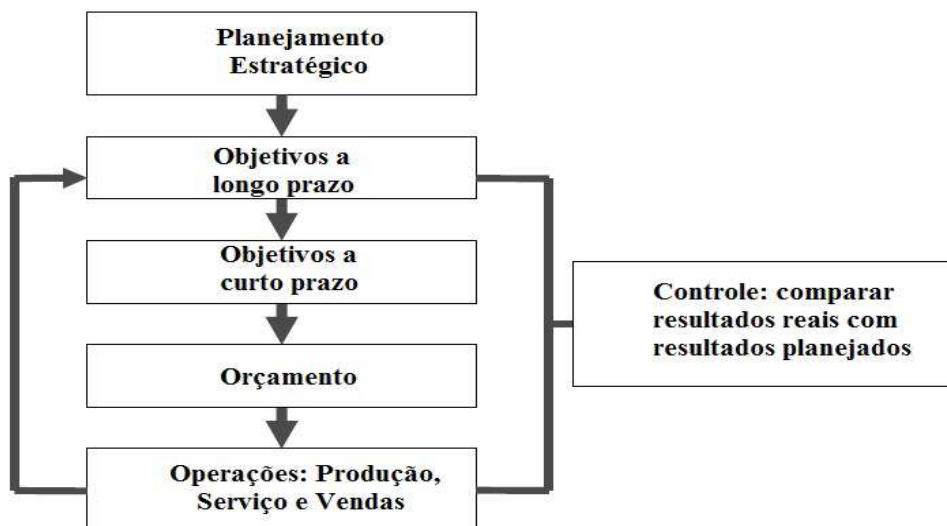 Planejamento
Estratégico
Objetivos a
longo prazo
Objetivos a
curto prazo
Orçamento
Operações: Produção,
Serviço e Vendas
Controle: comparar
resultados reais com
resultados planejados